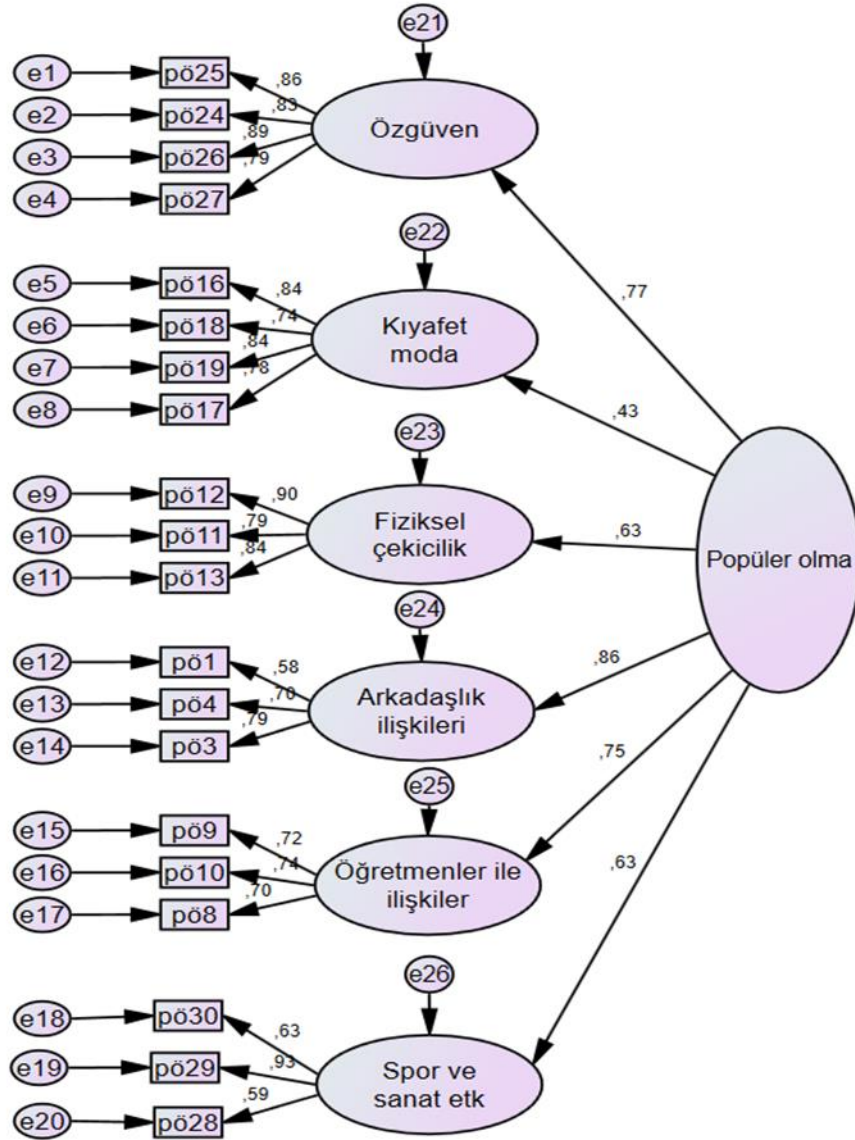 e21
e1
pö25
,86
e2
pö24
,83
Özgüven
e3
pö26
,89
e4
pö27
,79
e22
e5
pö16
,84
e6
pö18
,74
Kıyafet
moda
e7
pö19
,84
e8
pö17
,78
,77
,43
e23
e9
pö12
,90
e10
pö11
,79
Fiziksel
çekicilik
e11
pö13
,84
,63
Popüler olma
e24
e12
pö1
,58
e13
pö4
,70
Arkadaşlık
ilişkileri
e14
pö3
,79
,86
,75
,63
e25
e15
pö9
,72
e16
pö10
,74
Öğretmenler ile
ilişkiler
e17
pö8
,70
e26
e18
pö30
,63
e19
pö29
,93
Spor ve
sanat etk
e20
pö28
,59